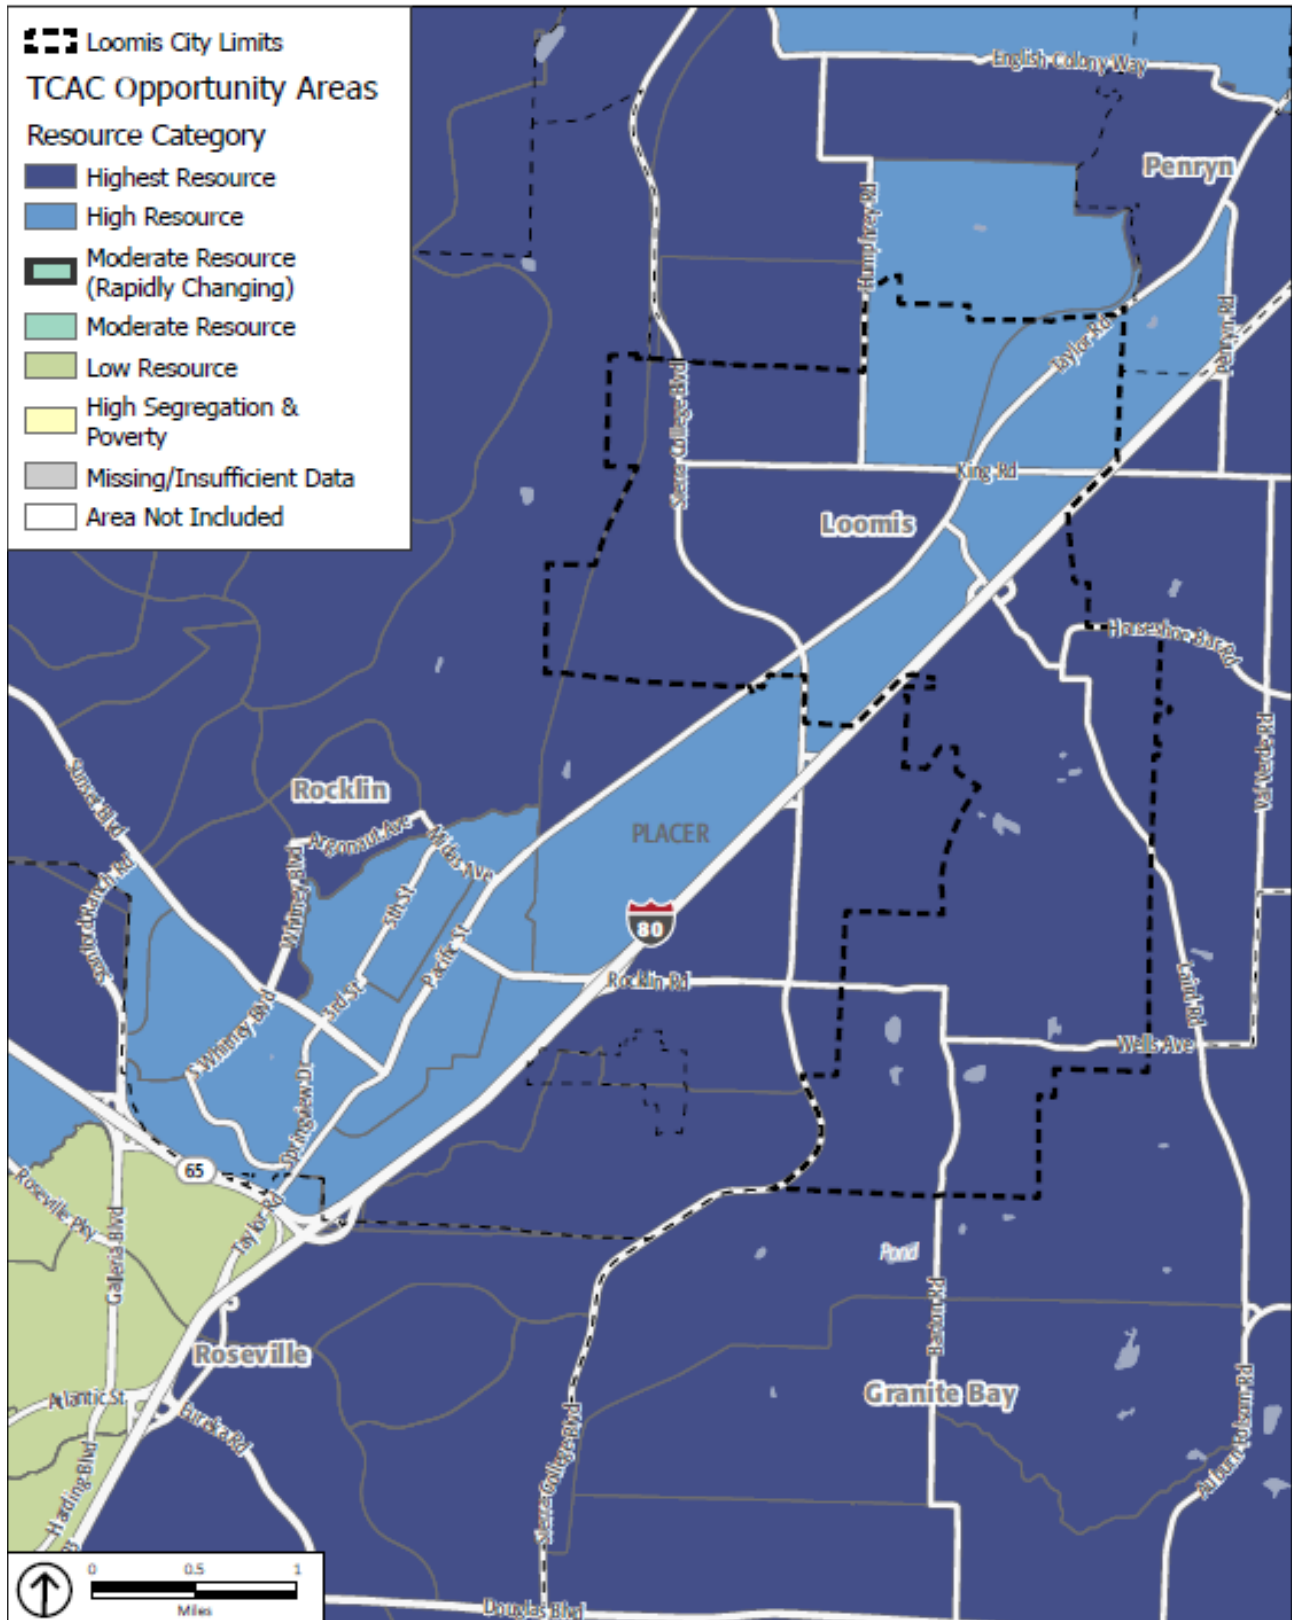 Loomis City Limits
TCAC Opportunity Areas
Resource Category
Highest Resource
High Resource
Moderate Resource
(Rapidly Changing)
Moderate Resource
Low Resource
High Segregation &
Poverty
Missing/Insufficient Data
Area Not Included
English Colony Way
Penryn
Humphrey Rd
Taylor Rd
Penryn Rd
Sierra College Blvd
King Rd
Loomis
Horseshoe Bar Rd
Val Verde Rd
Sunset Blvd
Rocklin
Argonaut Ave
Midas Ave
PLACER
Whitney Blvd
5th St
Pacific St
80
Rocklin Rd
Laird Rd
3rd St
S Whitney Blvd
Wells Ave
Springview Dr
65
Roseville Pky
Galleria Blvd
Taylor Rd
Pond
Barton Rd
Roseville
Granite Bay
Atlantic St
Eureka Rd
Harding Blvd
Sierra College Blvd
Auburn Folsom Rd
0 0.5 1
Miles
Douglas Blvd